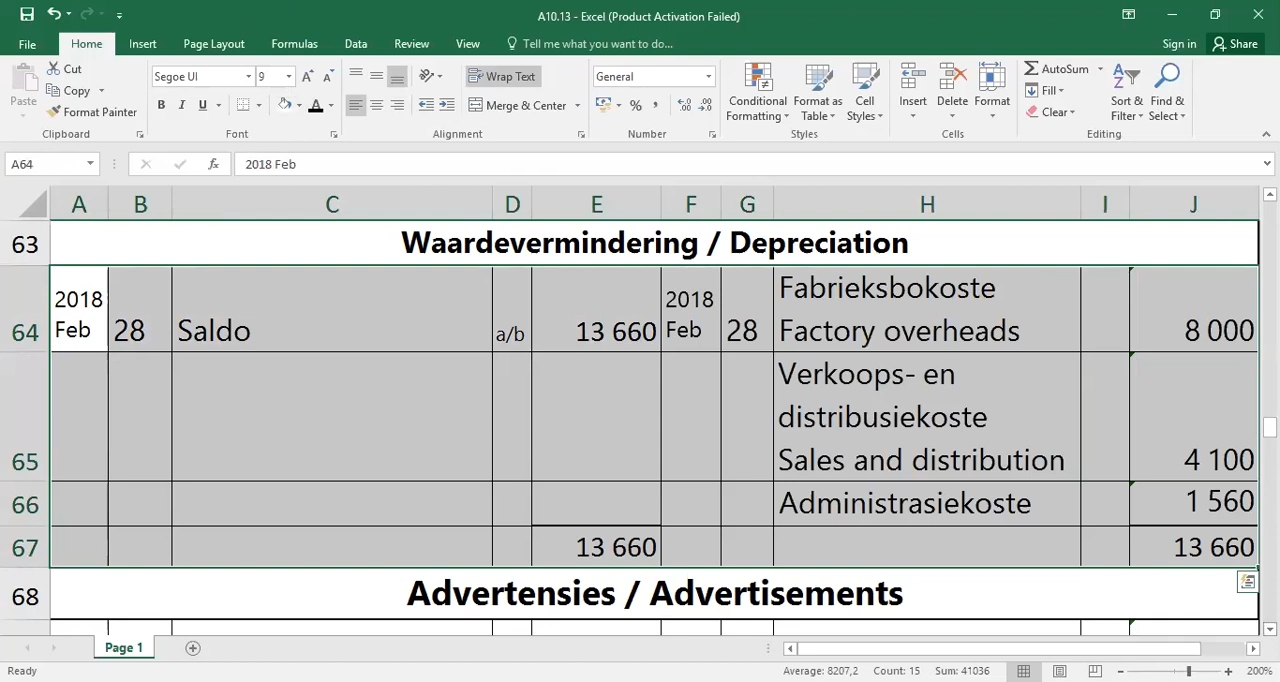 A10.13 - Excel (Product Activation Failed)
File Home Insert Page Layout Formulas Data Review View Tell me what you want to do... Sign in Share
Paste Cut Copy Format Painter
Clipboard
Segoe UI 9 A A
B I U A
Font
Wrap Text
Merge & Center
Alignment
General
% ,
Number
Conditional Formatting Format as Table Cell Styles
Styles
Insert Delete Format
Cells
AutoSum Fill Clear Sort & Filter Find & Select
Editing
A64 fx 2018 Feb
A B C D E F G H I J
63 Waardevermindering / Depreciation
64 2018 Feb 28 Saldo a/b 13 660 2018 Feb 28 Fabrieksbokoste
Factory overheads 8 000
65 Verkoops- en
distribusiekoste
Sales and distribution 4 100
66 Administrasiekoste 1 560
67 13 660 13 660
68 Advertensies / Advertisements
Page 1
Ready Average: 8207,2 Count: 15 Sum: 41036 200%